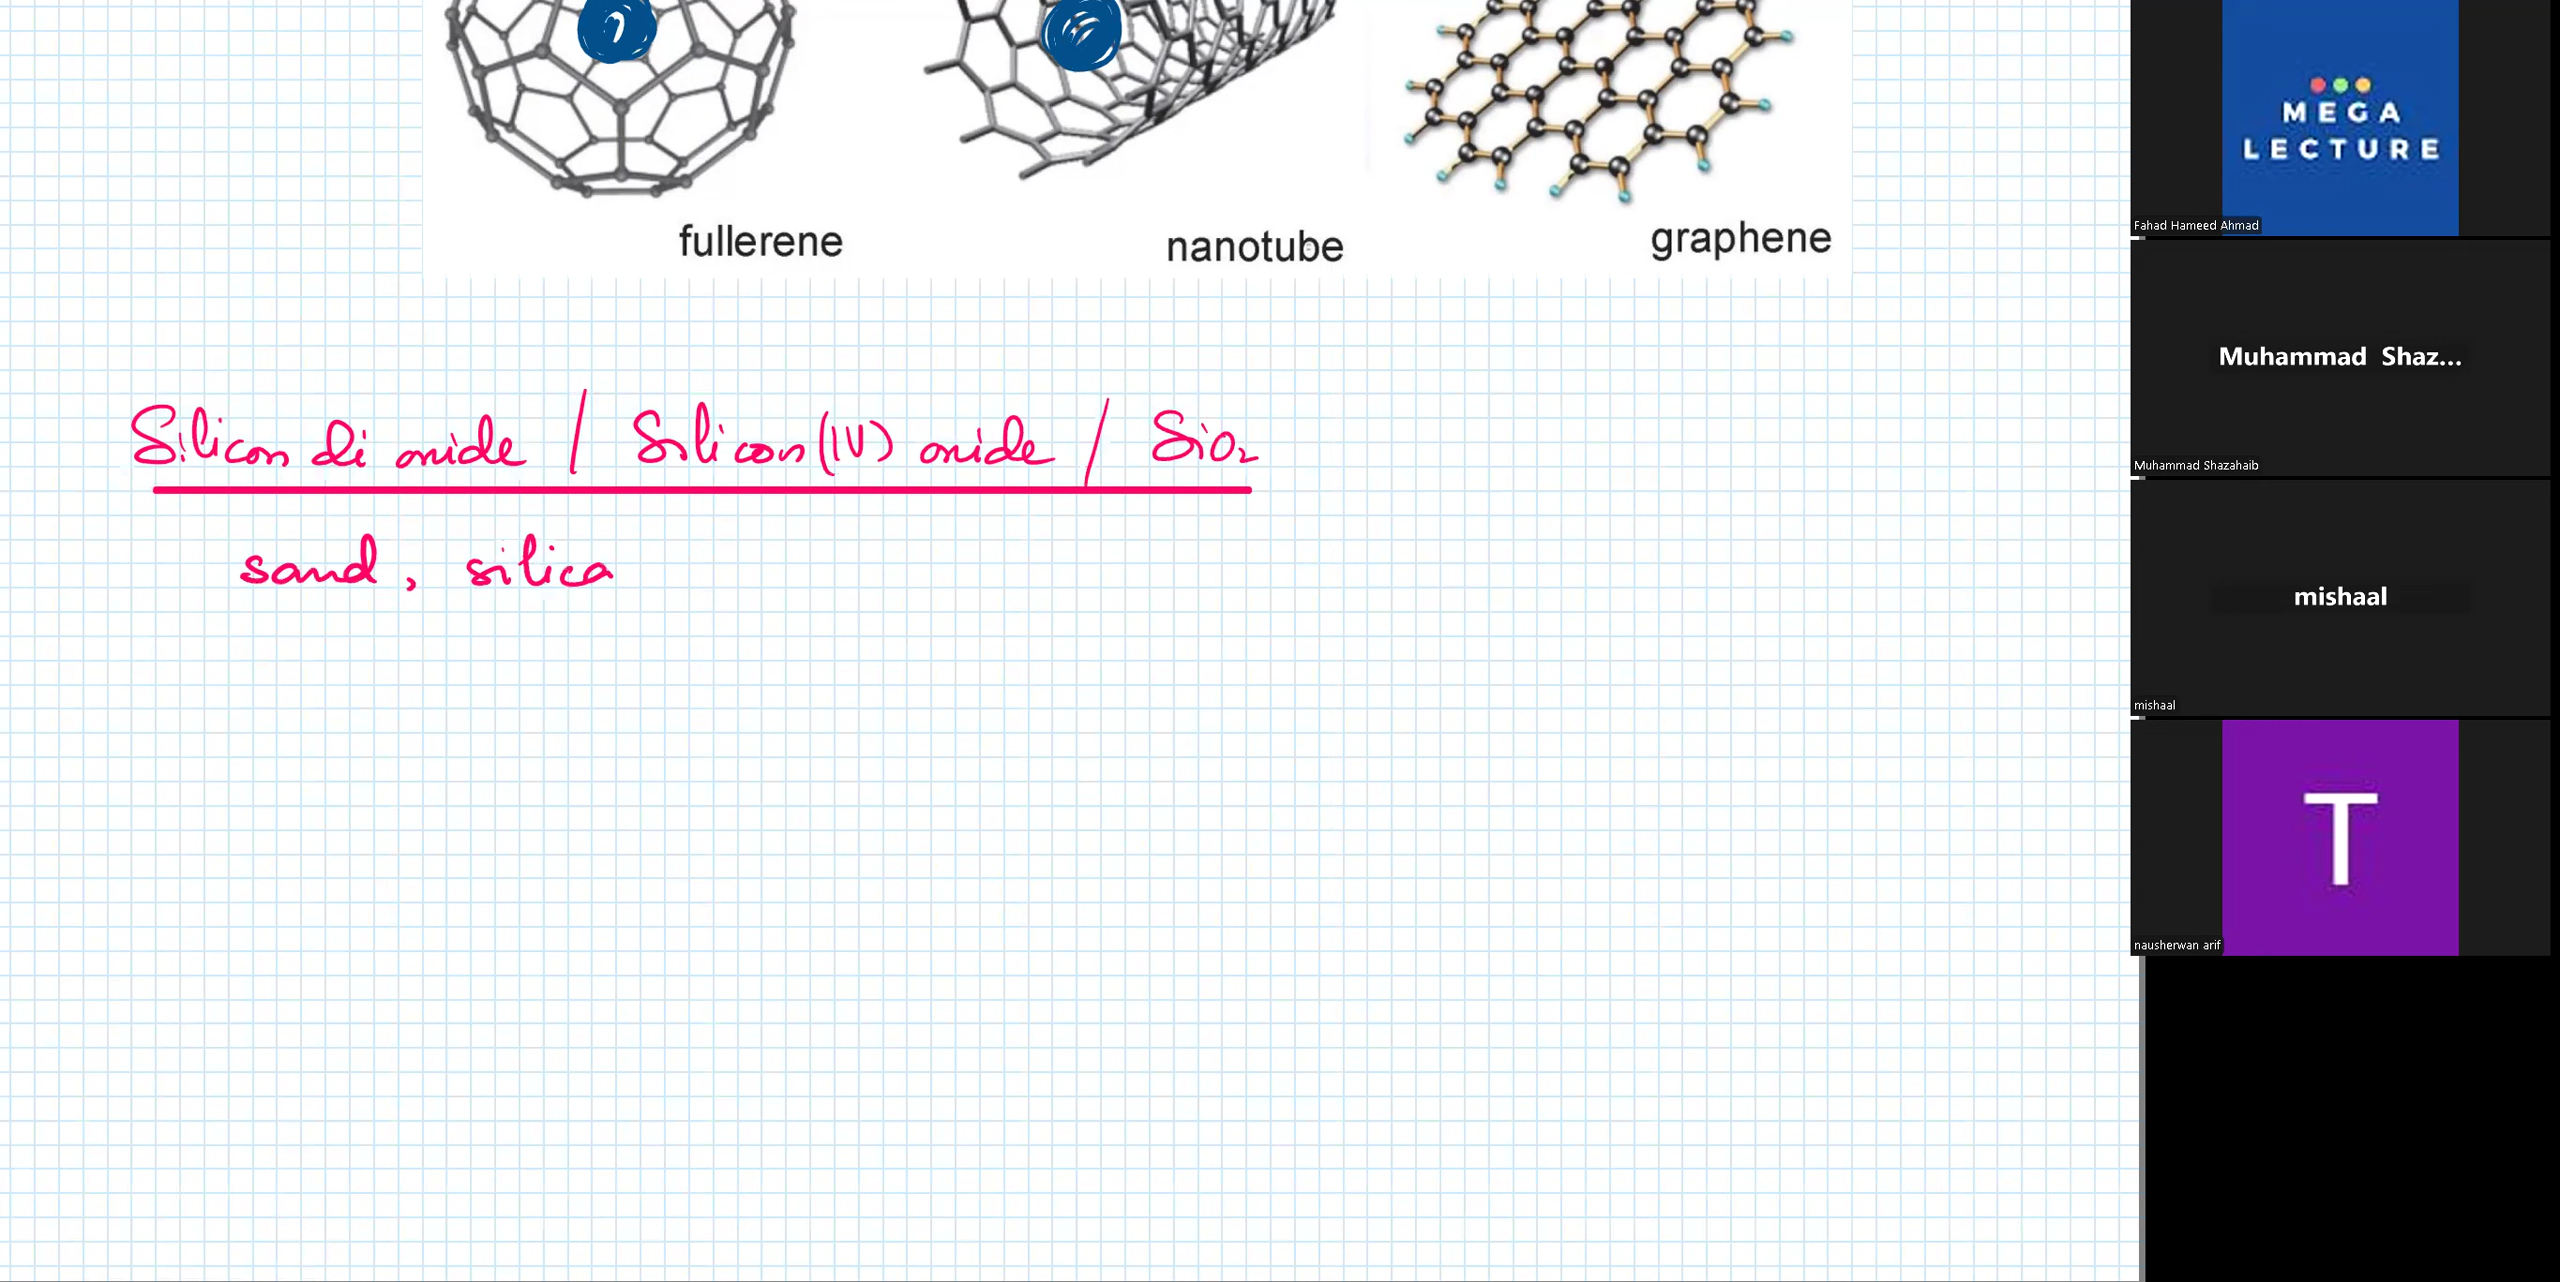 fullerene nanotube graphene
Silicon di oxide / Silicon(IV) oxide / SiO₂
sand, silica
MEGA
LECTURE
Fahad Hameed Ahmad
Muhammad Shaz...
Muhammad Shazahaib
mishaal
mishaal
T
nausherwan arif